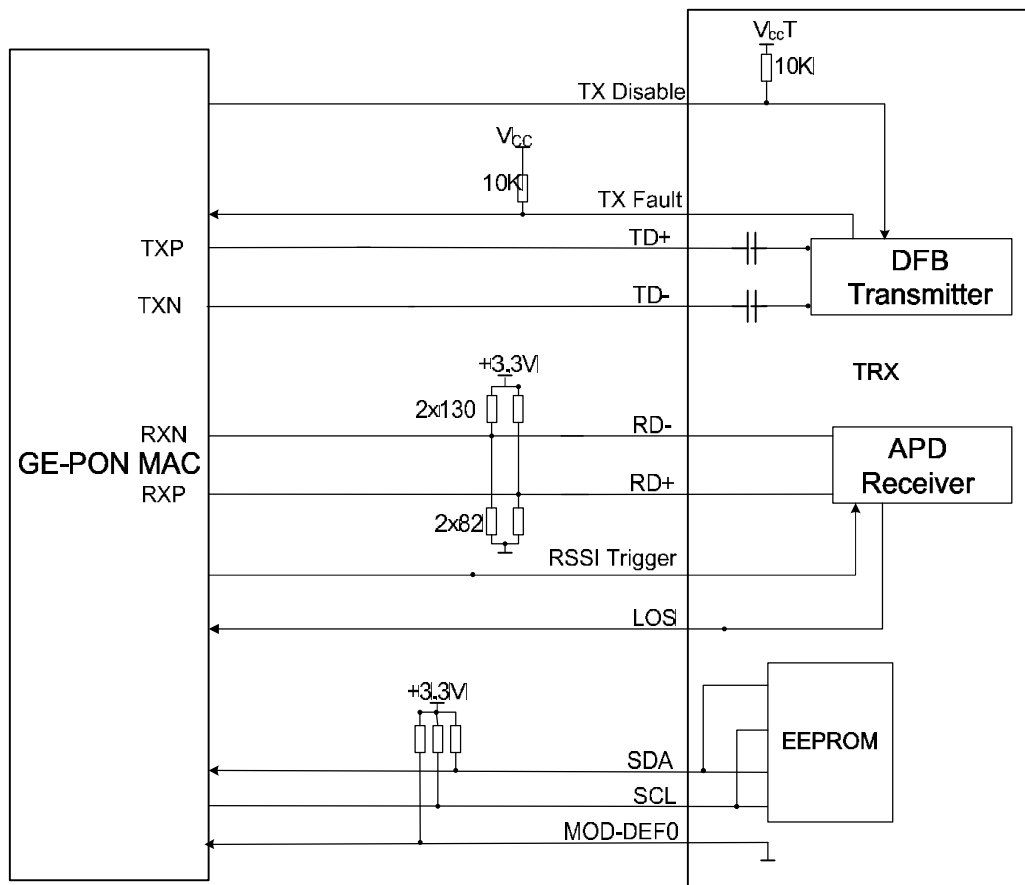 VccT
10K
TX Disable
Vcc
10K
TX Fault
TXP
TD+
DFB
Transmitter
TXN
TD-
+3.3V
TRX
2x130
RXN
RD-
APD
Receiver
GE-PON MAC
RXP
RD+
2x82
RSSI Trigger
LOS
+3.3V
EEPROM
SDA
SCL
MOD-DEF0